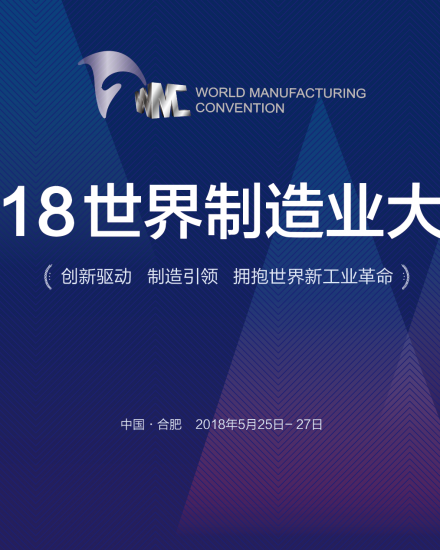 WMC WORLD MANUFACTURING
CONVENTION
18世界制造业大
创新驱动 制造引领 拥抱世界新工业革命
中国·合肥 2018年5月25日-27日